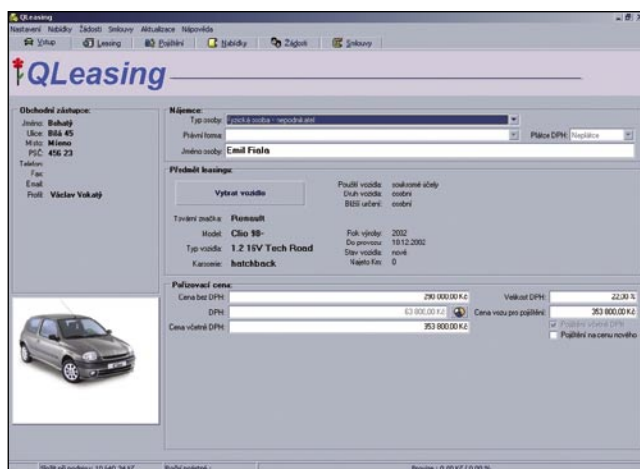 QLeasing
Nastavení Nabídky Žádosti Smlouvy Aktualizace Nápověda
Vstup Leasing Pojištění Nabídky Žádosti Smlouvy
QLeasing
Obchodní zástupce:
Jméno: Bohatý
Ulice: Bílá 45
Místo: Mimo
PSČ: 456 23
Telefon:
Fax:
Email:
Profil: Václav Vokatý
Nájemce:
Typ osoby: Fyzická osoba - nepodnikatel
Právní forma: Plátce DPH: Neplátce
Jméno osoby: Emil Fiala
Předmět leasingu:
Vybrat vozidlo
Použití vozidla: soukromé účely
Druh vozidla: osobní
Bližší určení: osobní
Tovární značka: Renault
Model: Clio 98-
Typ vozidla: 1.2 16V Tech Road
Karoserie: hatchback
Rok výroby: 2002
Do provozu: 18.12.2002
Stav vozidla: nové
Najeto Km: 0
Pořizovací cena:
Cena bez DPH: 290 000,00 Kč Velikost DPH: 22,00 %
DPH: 63 800,00 Kč Cena vozu pro pojištění: 353 800,00 Kč
Cena včetně DPH: 353 800,00 Kč Pojištění včetně DPH
Pojištění na cenu nového